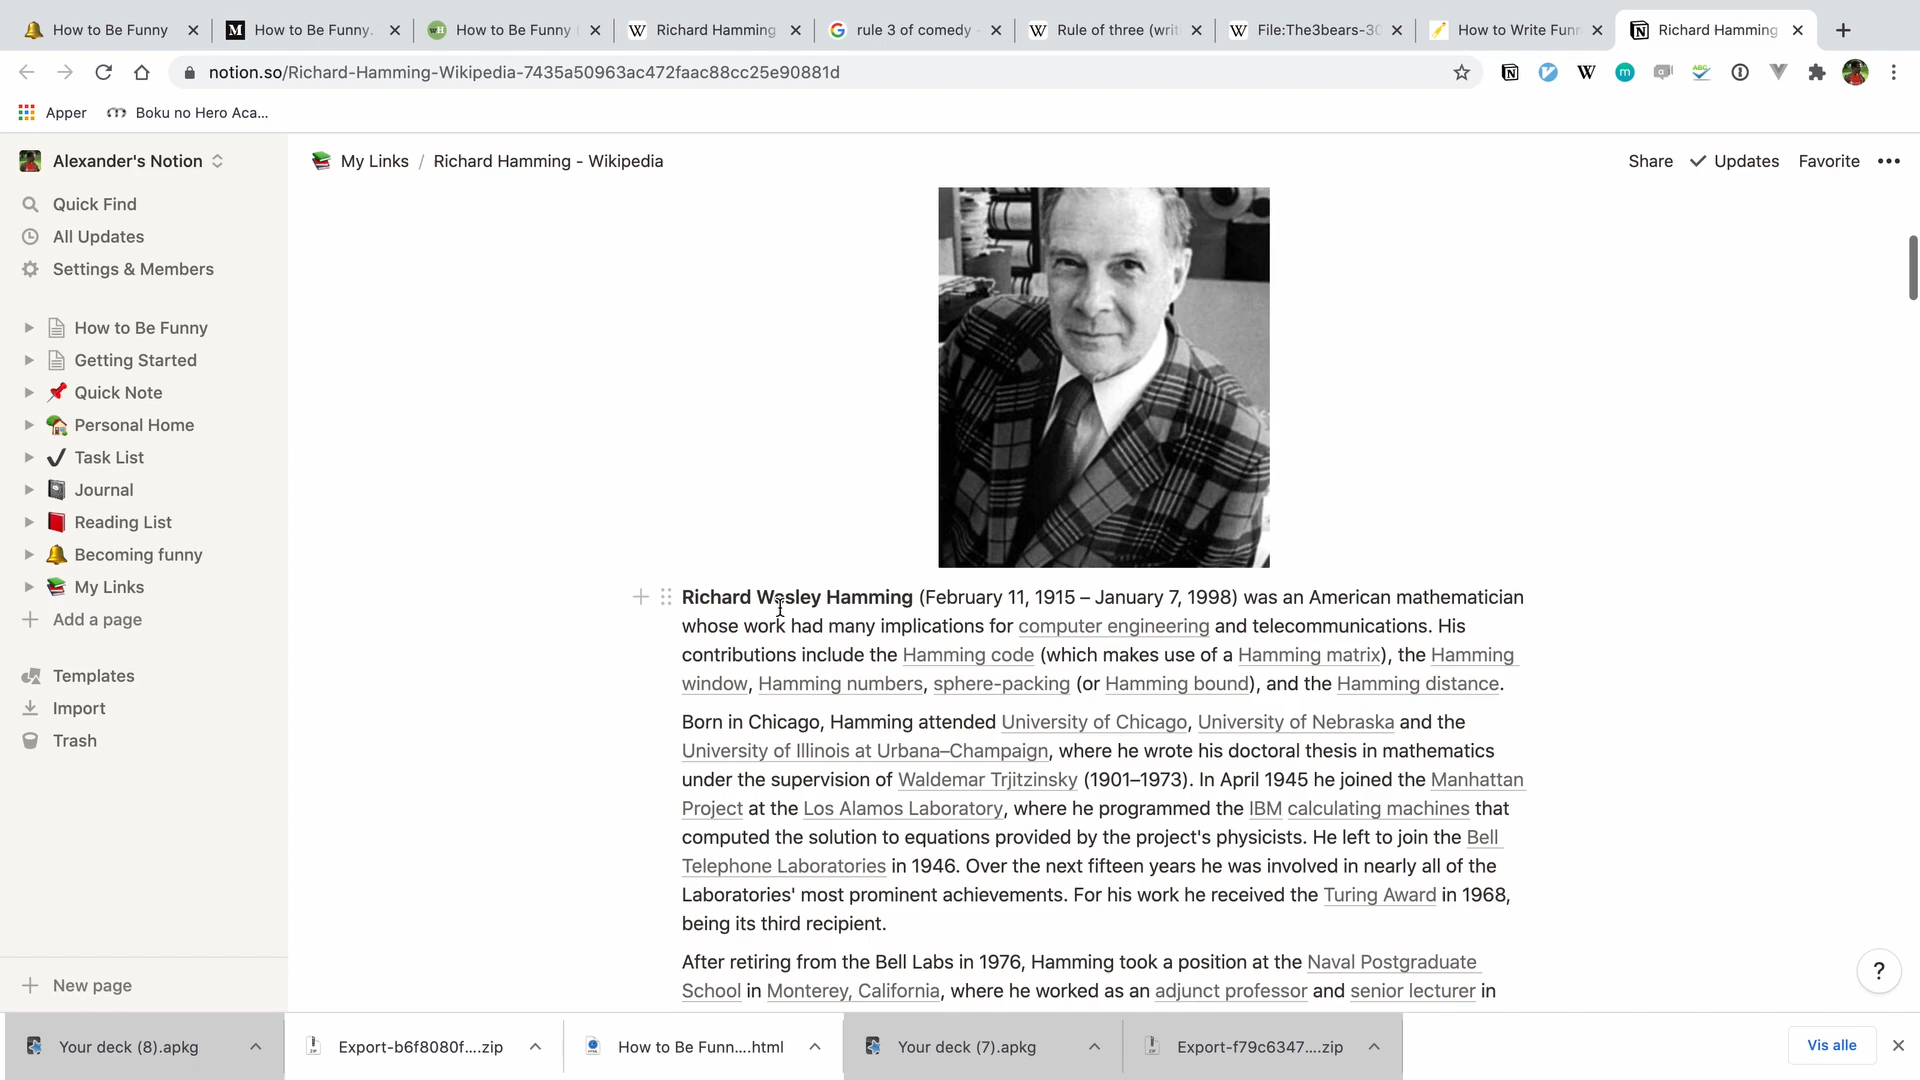 How to Be Funny
How to Be Funny.
How to Be Funny (
Richard Hamming
rule 3 of comedy -
Rule of three (writ
File:The3bears-30
How to Write Funn
Richard Hamming
notion.so/Richard-Hamming-Wikipedia-7435a50963ac472faac88cc25e90881d
Apper
Boku no Hero Aca...
Alexander's Notion
My Links / Richard Hamming - Wikipedia
Share
Updates
Favorite
Quick Find
All Updates
Settings & Members
How to Be Funny
Getting Started
Quick Note
Personal Home
Task List
Journal
Reading List
Becoming funny
My Links
Add a page
Templates
Import
Trash
New page
Richard Wesley Hamming (February 11, 1915 – January 7, 1998) was an American mathematician
whose work had many implications for computer engineering and telecommunications. His
contributions include the Hamming code (which makes use of a Hamming matrix), the Hamming
window, Hamming numbers, sphere-packing (or Hamming bound), and the Hamming distance.
Born in Chicago, Hamming attended University of Chicago, University of Nebraska and the
University of Illinois at Urbana–Champaign, where he wrote his doctoral thesis in mathematics
under the supervision of Waldemar Trjitzinsky (1901–1973). In April 1945 he joined the Manhattan
Project at the Los Alamos Laboratory, where he programmed the IBM calculating machines that
computed the solution to equations provided by the project's physicists. He left to join the Bell
Telephone Laboratories in 1946. Over the next fifteen years he was involved in nearly all of the
Laboratories' most prominent achievements. For his work he received the Turing Award in 1968,
being its third recipient.
After retiring from the Bell Labs in 1976, Hamming took a position at the Naval Postgraduate
School in Monterey, California, where he worked as an adjunct professor and senior lecturer in
?
Your deck (8).apkg
Export-b6f8080f....zip
How to Be Funn....html
Your deck (7).apkg
Export-f79c6347....zip
Vis alle